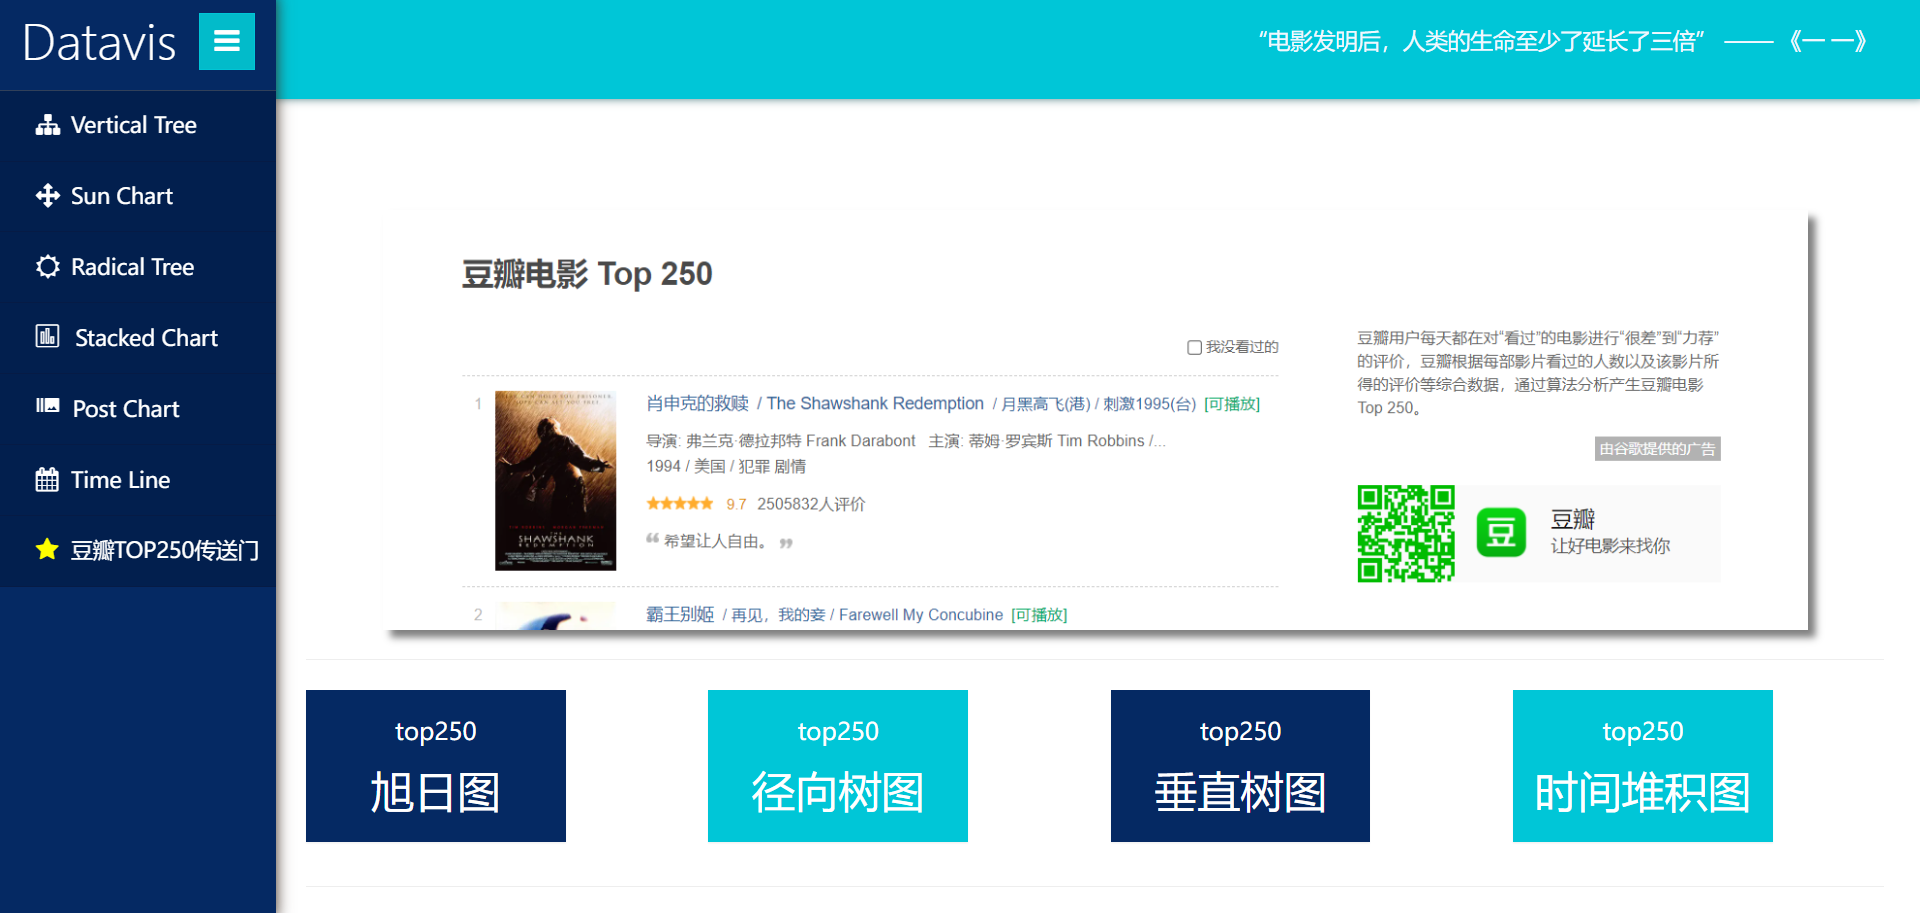 Datavis
“电影发明后，人类的生命至少了延长了三倍” —— 《一 一》
Vertical Tree
Sun Chart
Radical Tree
Stacked Chart
Post Chart
Time Line
豆瓣TOP250传送门
豆瓣电影 Top 250
我没看过的
1
肖申克的救赎 / The Shawshank Redemption / 月黑高飞(港) / 刺激1995(台) [可播放]
导演: 弗兰克·德拉邦特 Frank Darabont 主演: 蒂姆·罗宾斯 Tim Robbins /...
1994 / 美国 / 犯罪 剧情
9.7 2505832人评价
“ 希望让人自由。 ”
THE
SHAWSHANK
REDEMPTION
2
霸王别姬 / 再见，我的妾 / Farewell My Concubine [可播放]
豆瓣用户每天都在对“看过”的电影进行“很差”到“力荐”
的评价，豆瓣根据每部影片看过的人数以及该影片所
得的评价等综合数据，通过算法分析产生豆瓣电影
Top 250。
由谷歌提供的广告
豆
豆瓣
让好电影来找你
top250
旭日图
top250
径向树图
top250
垂直树图
top250
时间堆积图